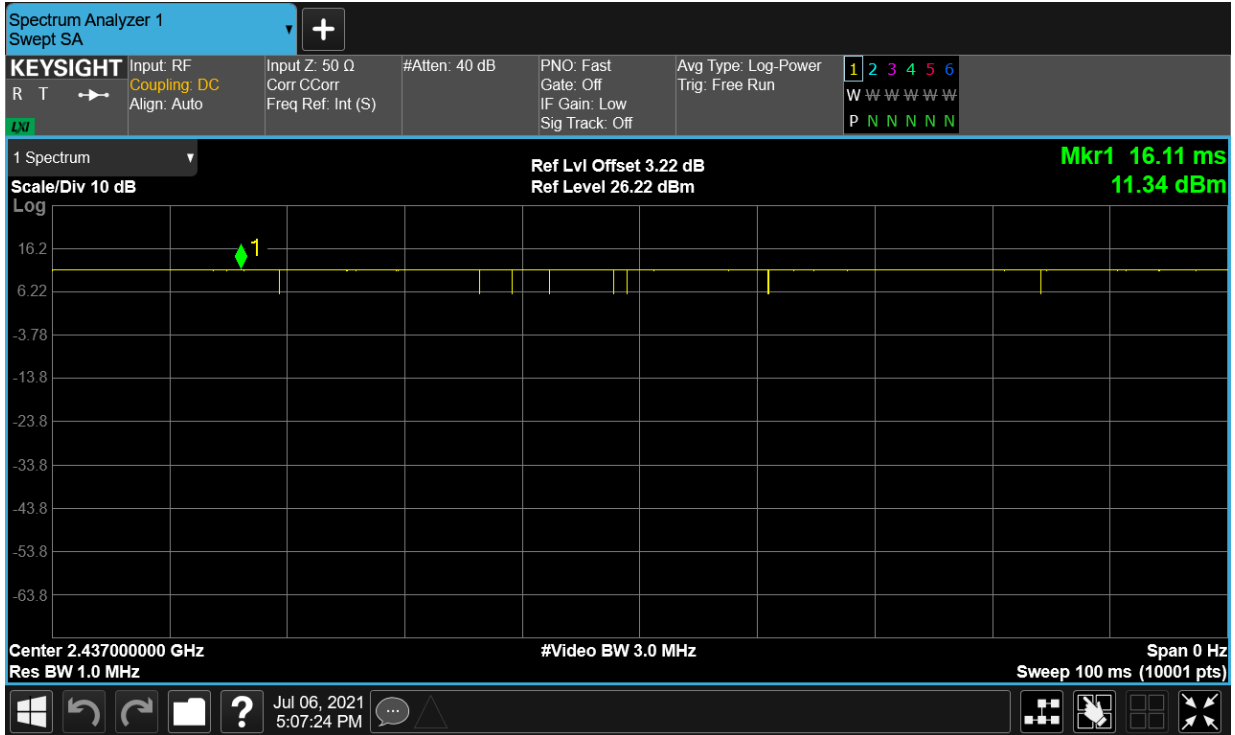 Spectrum Analyzer 1
Swept SA
▼
+
KEYSIGHT Input: RF Input Z: 50 Ω #Atten: 40 dB PNO: Fast Avg Type: Log-Power 1 2 3 4 5 6
R T Coupling: DC Corr CCorr Gate: Off Trig: Free Run W W W W W W
Align: Auto Freq Ref: Int (S) IF Gain: Low P N N N N N
LXI Sig Track: Off
1 Spectrum ▼ Ref Lvl Offset 3.22 dB Mkr1 16.11 ms
Scale/Div 10 dB Ref Level 26.22 dBm 11.34 dBm
Log
1
16.2
6.22
-3.78
-13.8
-23.8
-33.8
-43.8
-53.8
-63.8
Center 2.437000000 GHz #Video BW 3.0 MHz Span 0 Hz
Res BW 1.0 MHz Sweep 100 ms (10001 pts)
? Jul 06, 2021
5:07:24 PM